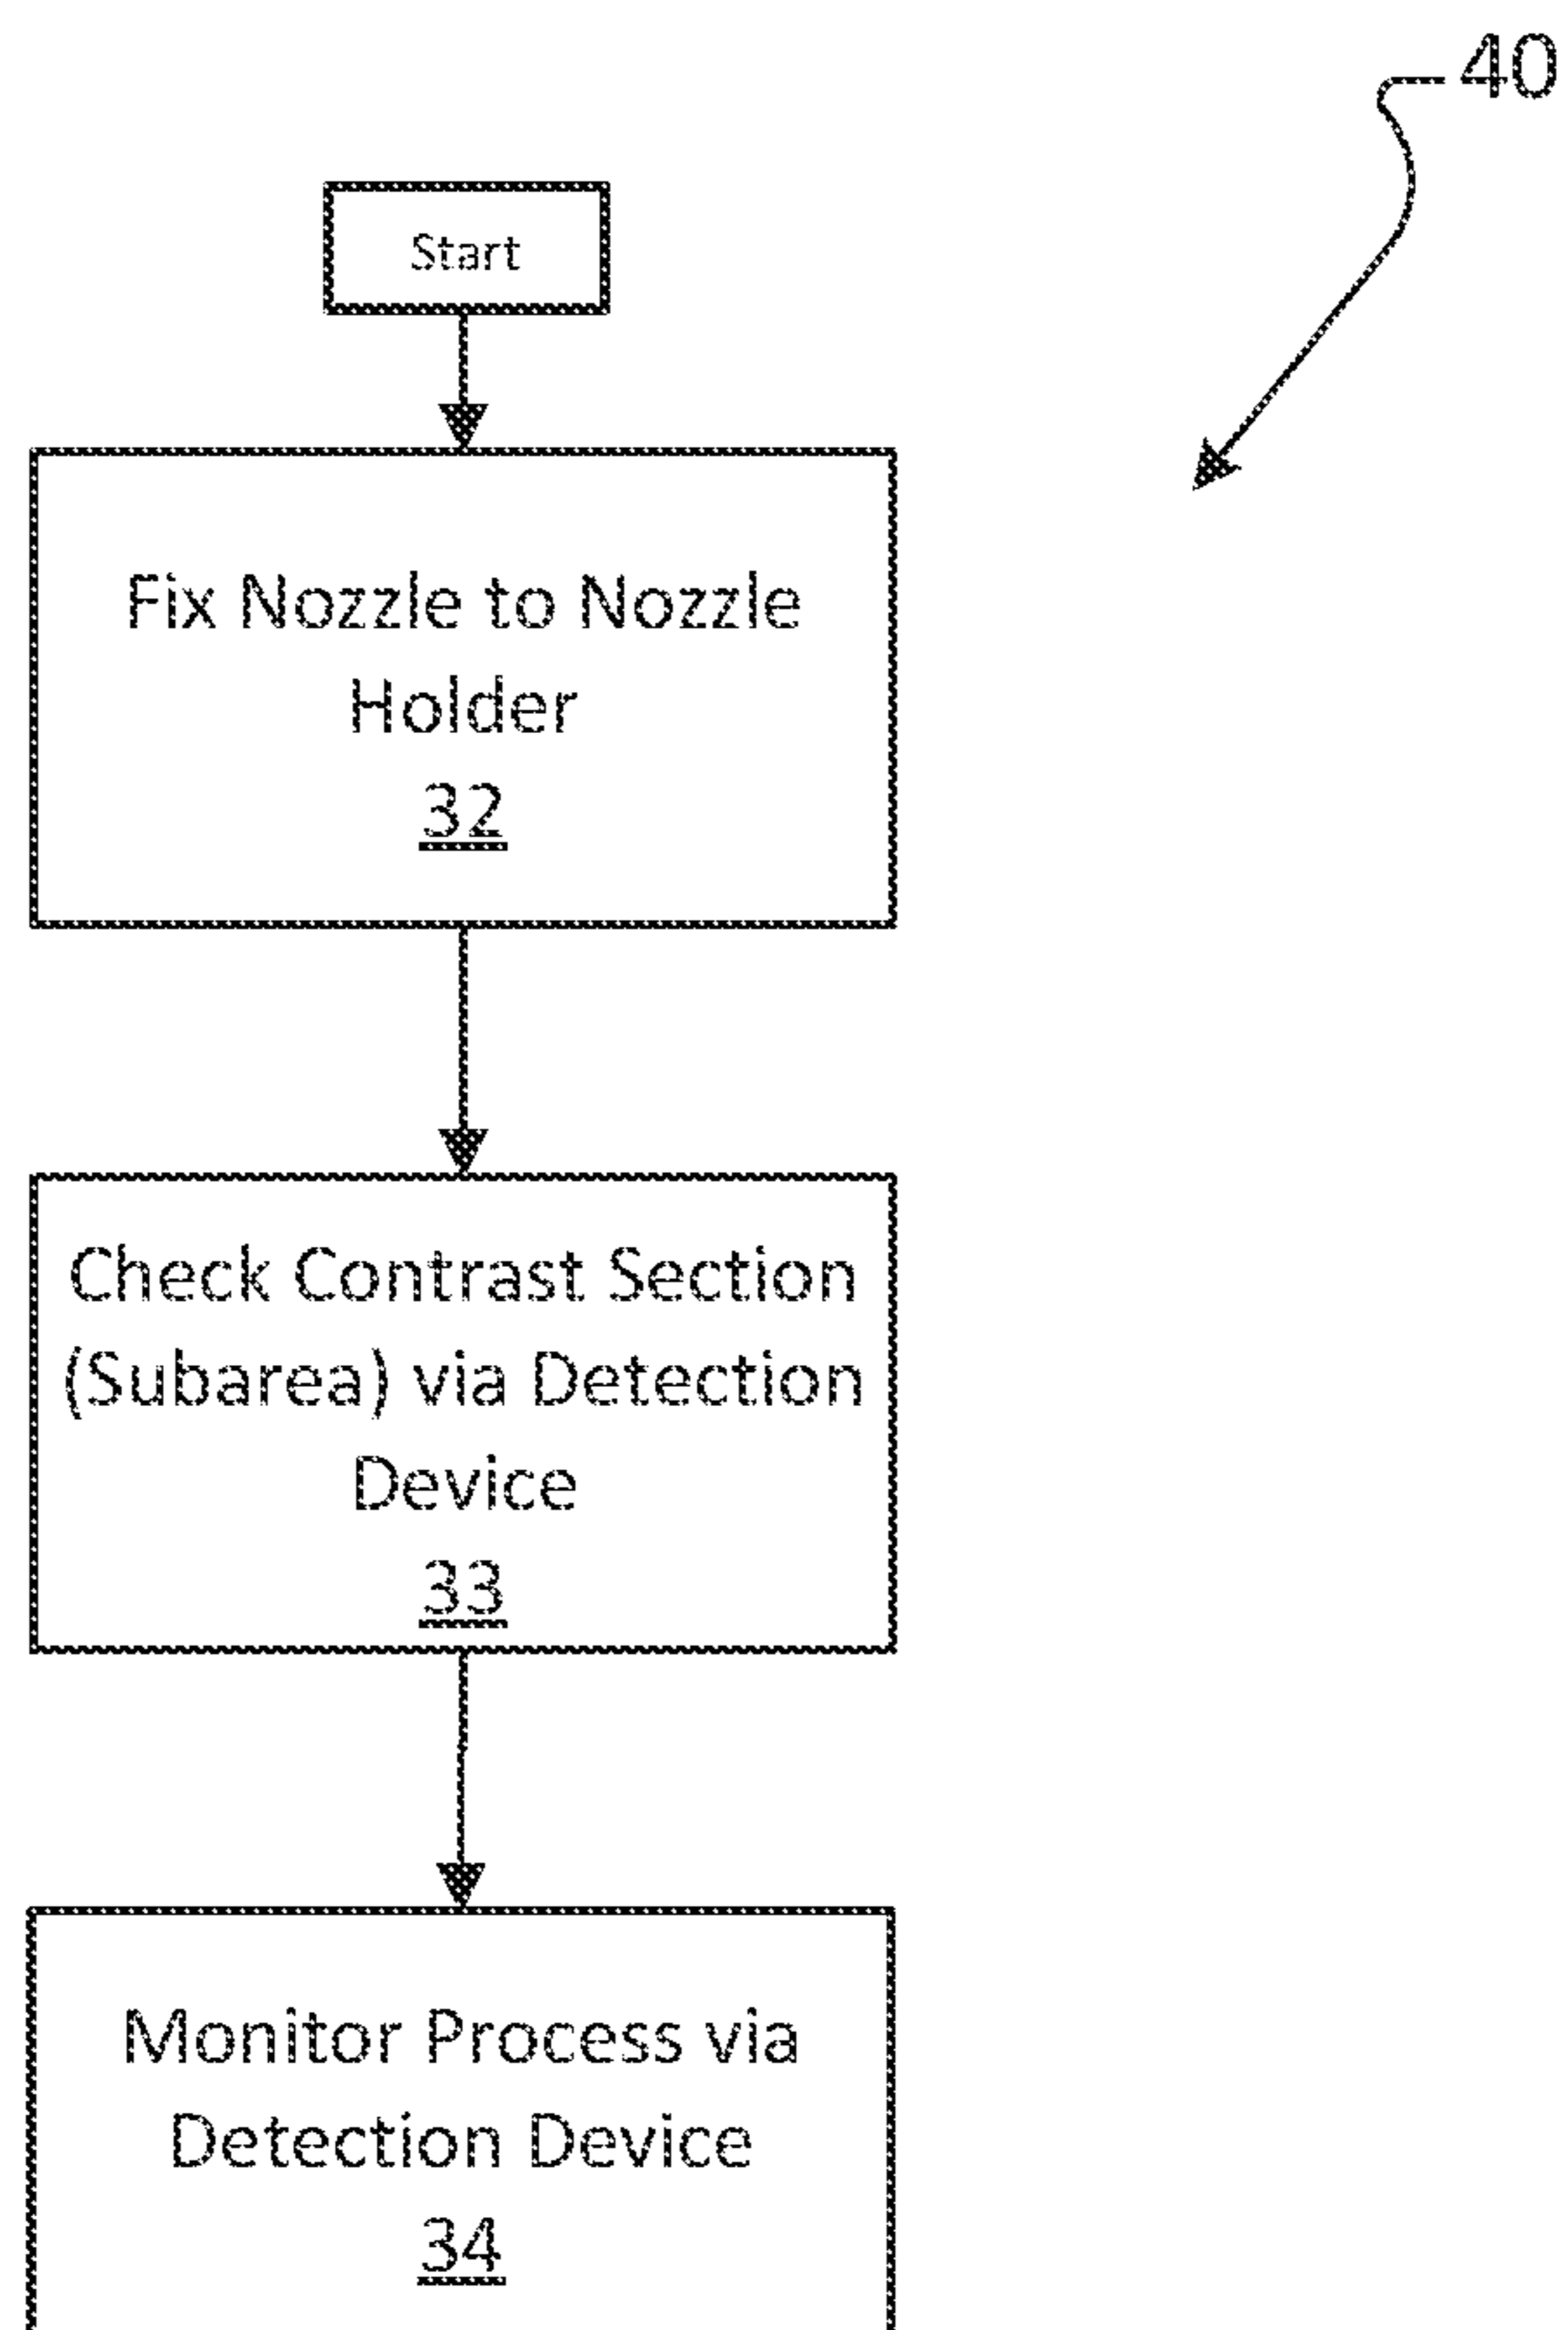 40
Start
Fix Nozzle to Nozzle
Holder
32
Check Contrast Section
(Subarea) via Detection
Device
33
Monitor Process via
Detection Device
34